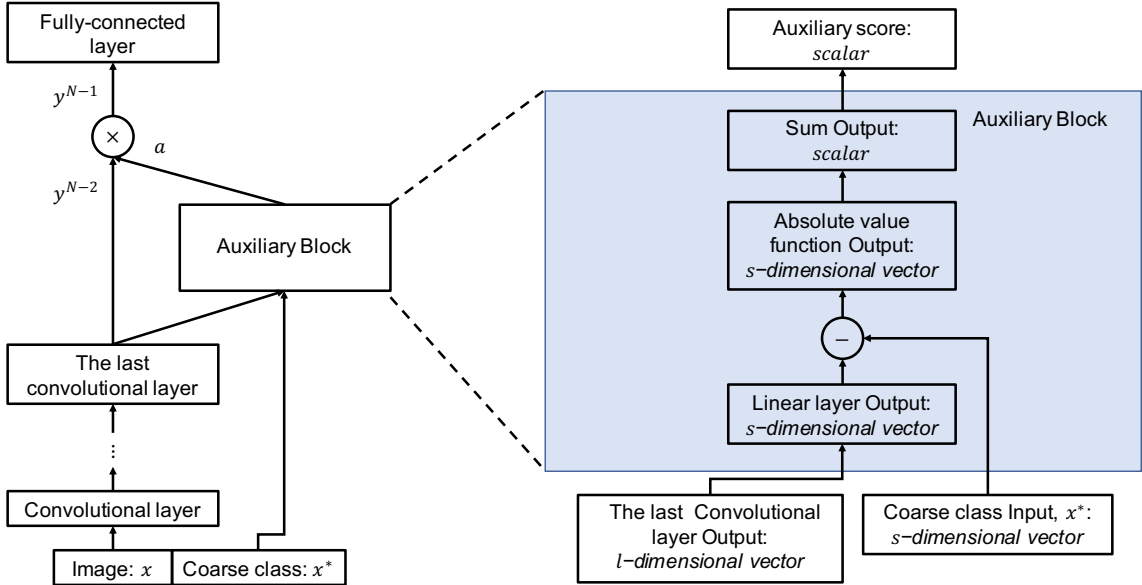 Fully-connected
layer
y^{N-1}
×
a
y^{N-2}
Auxiliary Block
The last
convolutional layer
...
Convolutional layer
Image: x
Coarse class: x*
Auxiliary score:
scalar
Auxiliary Block
Sum Output:
scalar
Absolute value
function Output:
s-dimensional vector
−
Linear layer Output:
s-dimensional vector
The last Convolutional
layer Output:
l-dimensional vector
Coarse class Input, x*:
s-dimensional vector